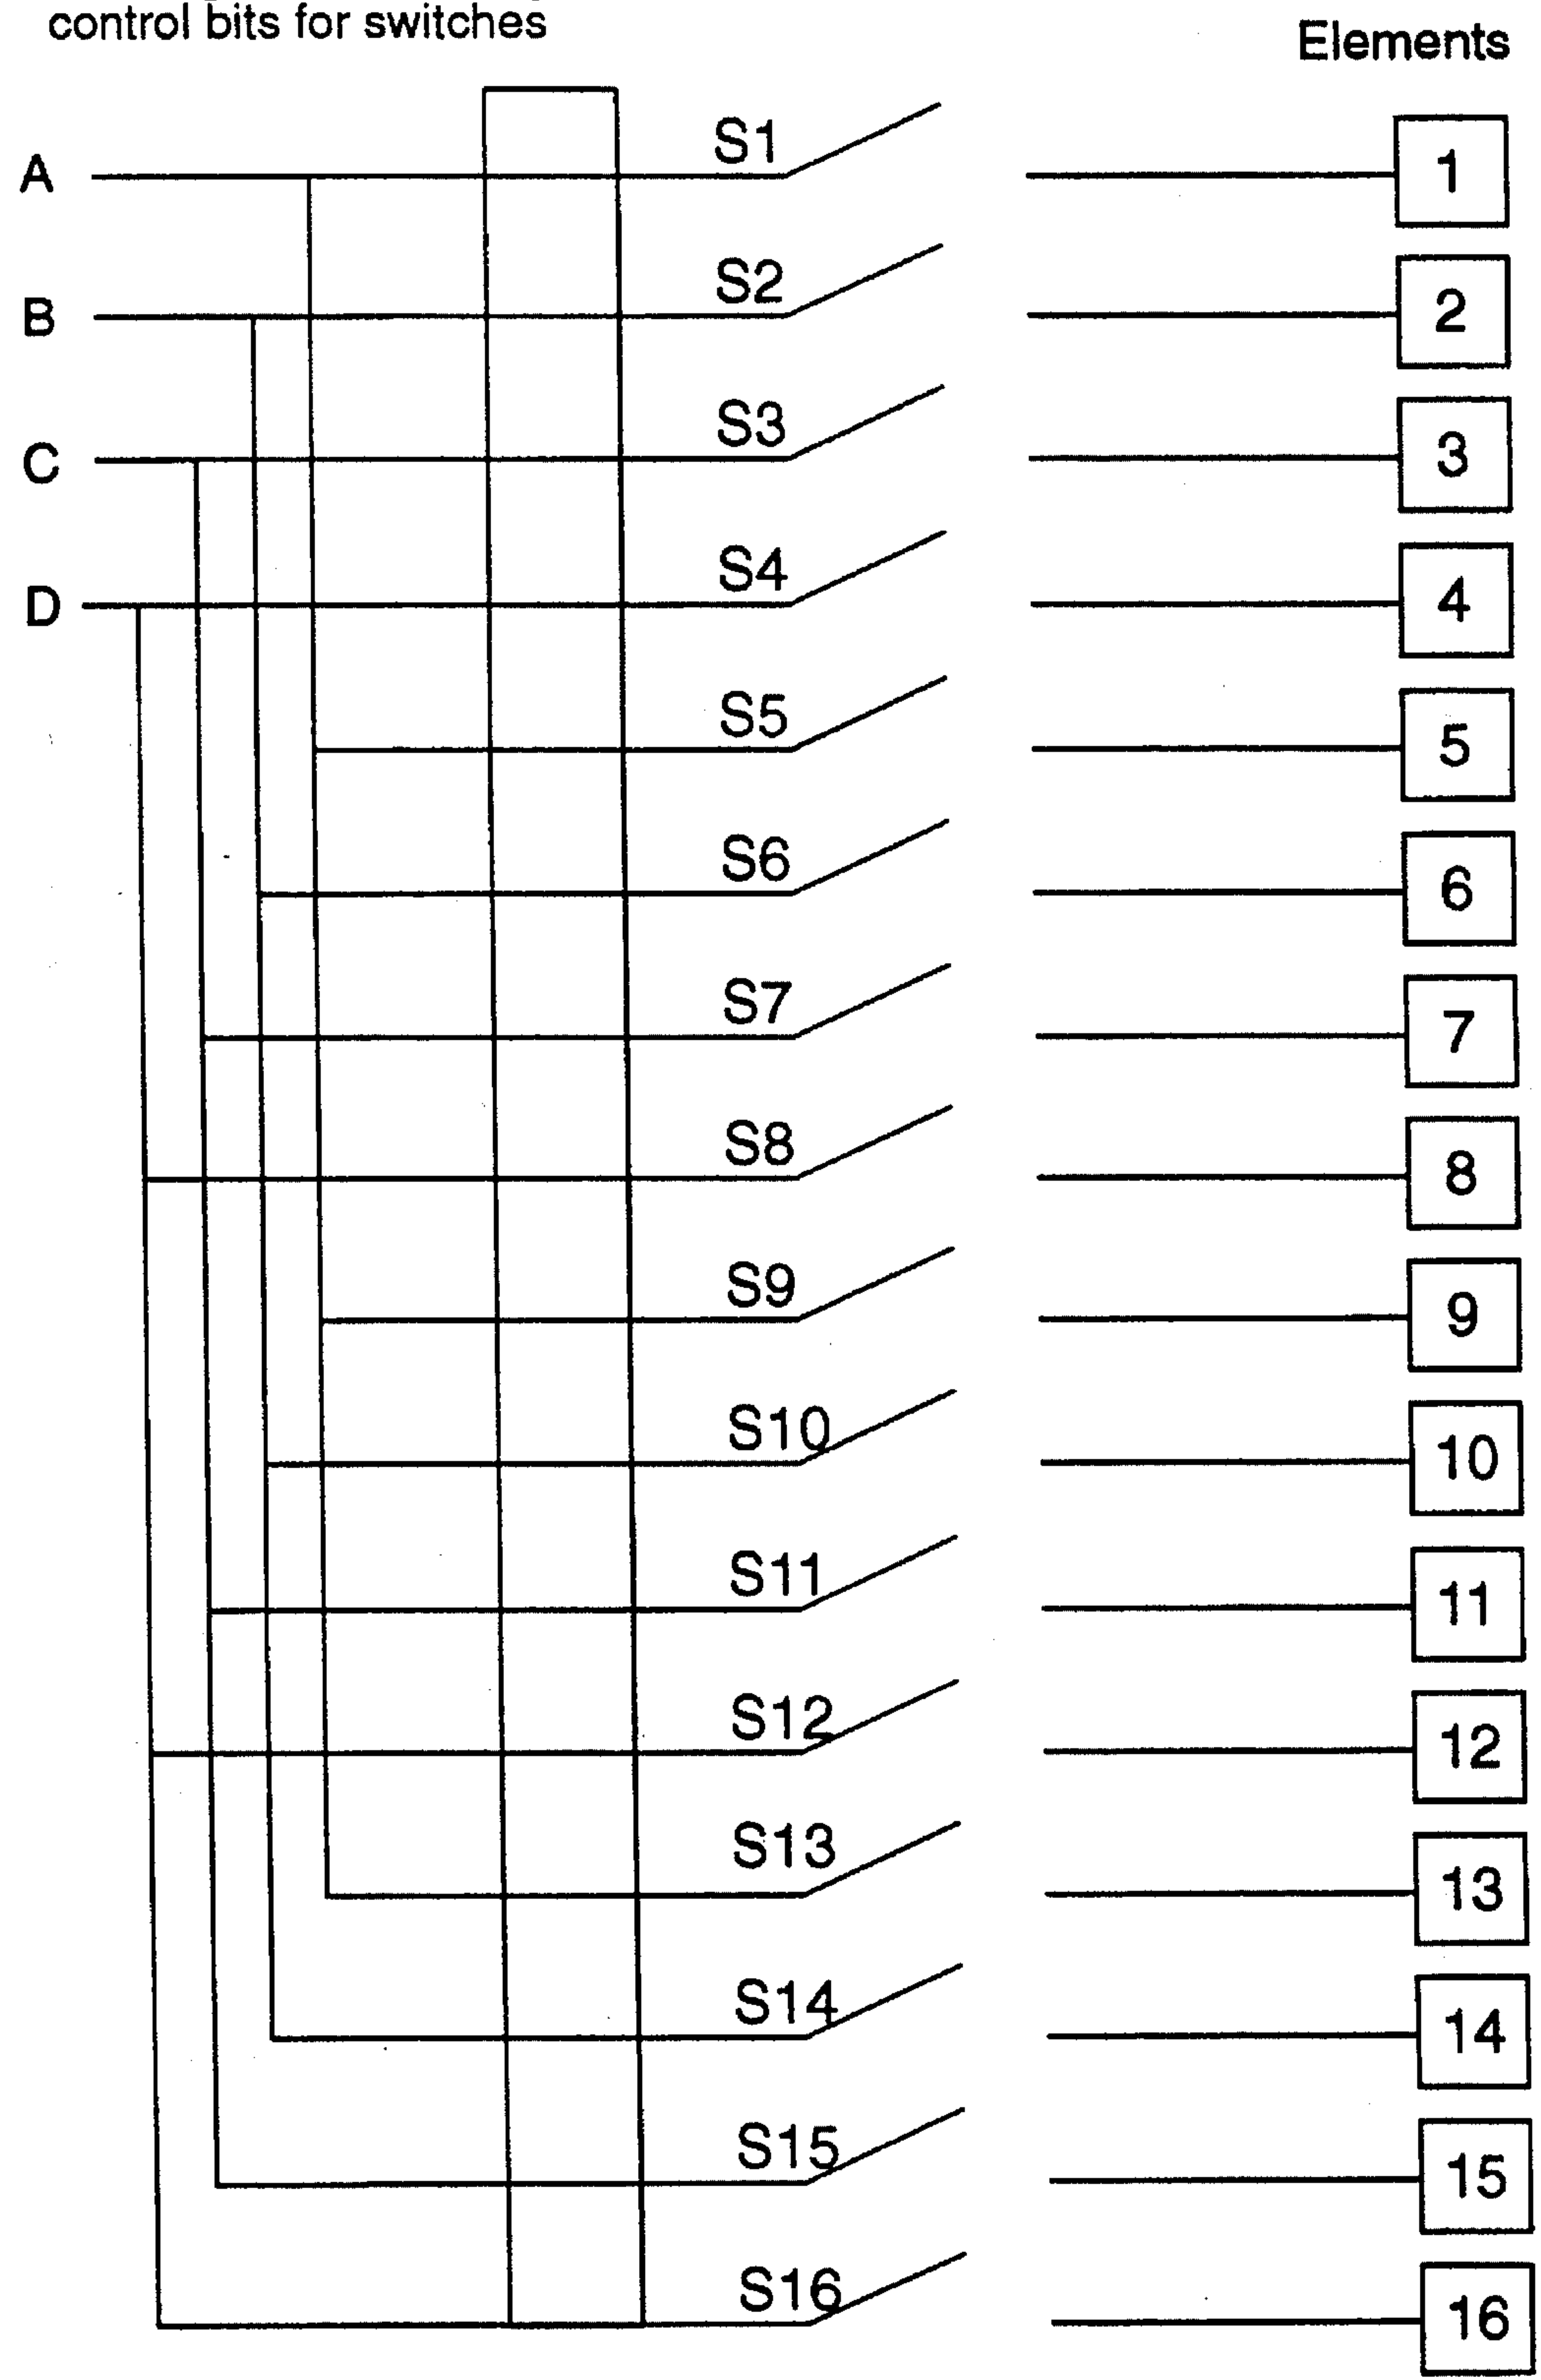 control bits for switches
Elements
A S1 1
B S2 2
C S3 3
D S4 4
S5 5
S6 6
S7 7
S8 8
S9 9
S10 10
S11 11
S12 12
S13 13
S14 14
S15 15
S16 16